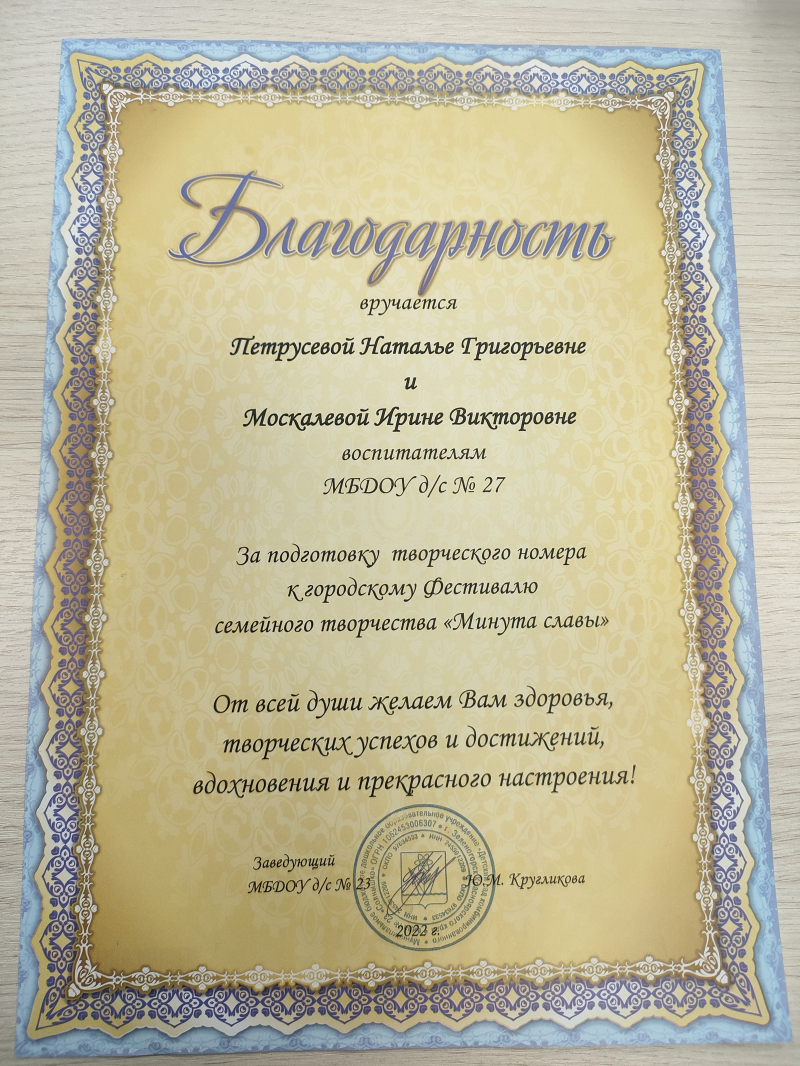 Благодарность
вручается
Петрусевой Наталье Григорьевне
и
Москалевой Ирине Викторовне
воспитателям
МБДОУ д/с № 27
За подготовку творческого номера
к городскому Фестивалю
семейного творчества «Минута славы»
От всей души желаем Вам здоровья,
творческих успехов и достижений,
вдохновения и прекрасного настроения!
Заведующий
МБДОУ д/с № 23
Ю.М. Кругликова
2022 г.